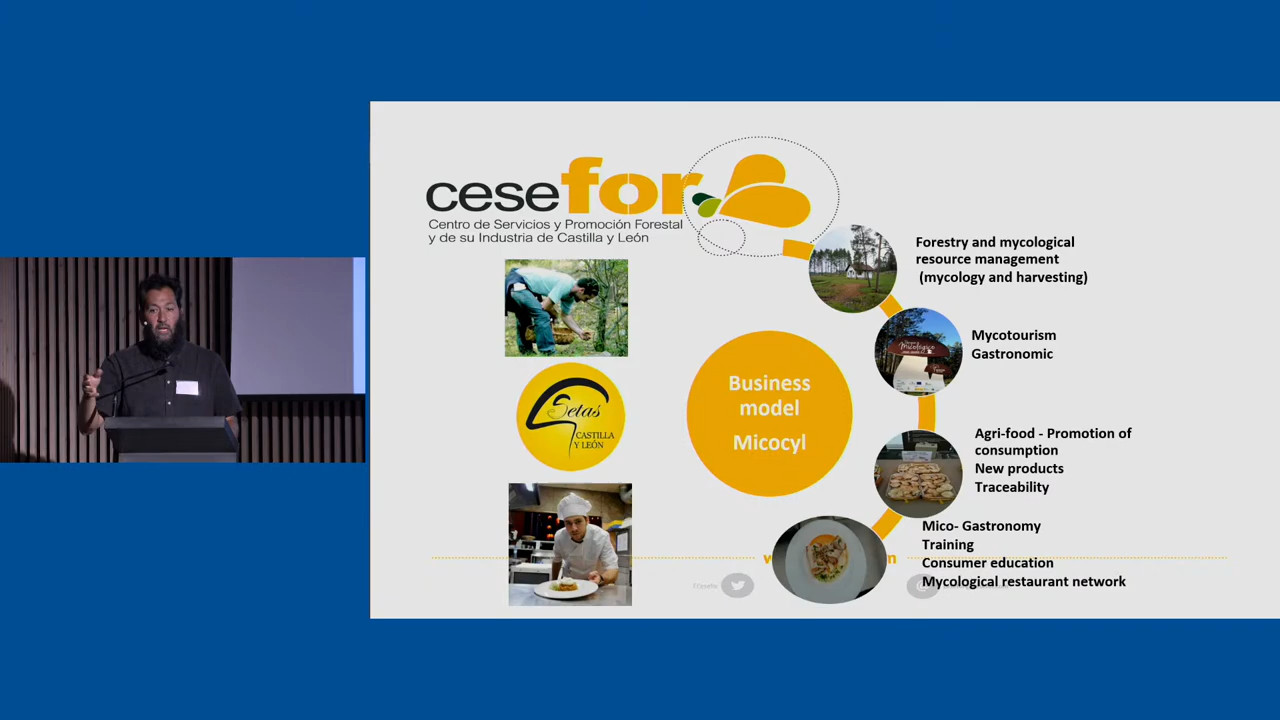 cesefor
Centro de Servicios y Promoción Forestal
y de su Industria de Castilla y León
Forestry and mycological
resource management
(mycology and harvesting)
Micológico
Mycotourism
Gastronomic
Business
model
Micocyl
Setas
CASTILLA
Y LEÓN
Agri-food - Promotion of
consumption
New products
Traceability
Mico- Gastronomy
Training
Consumer education
Mycological restaurant network